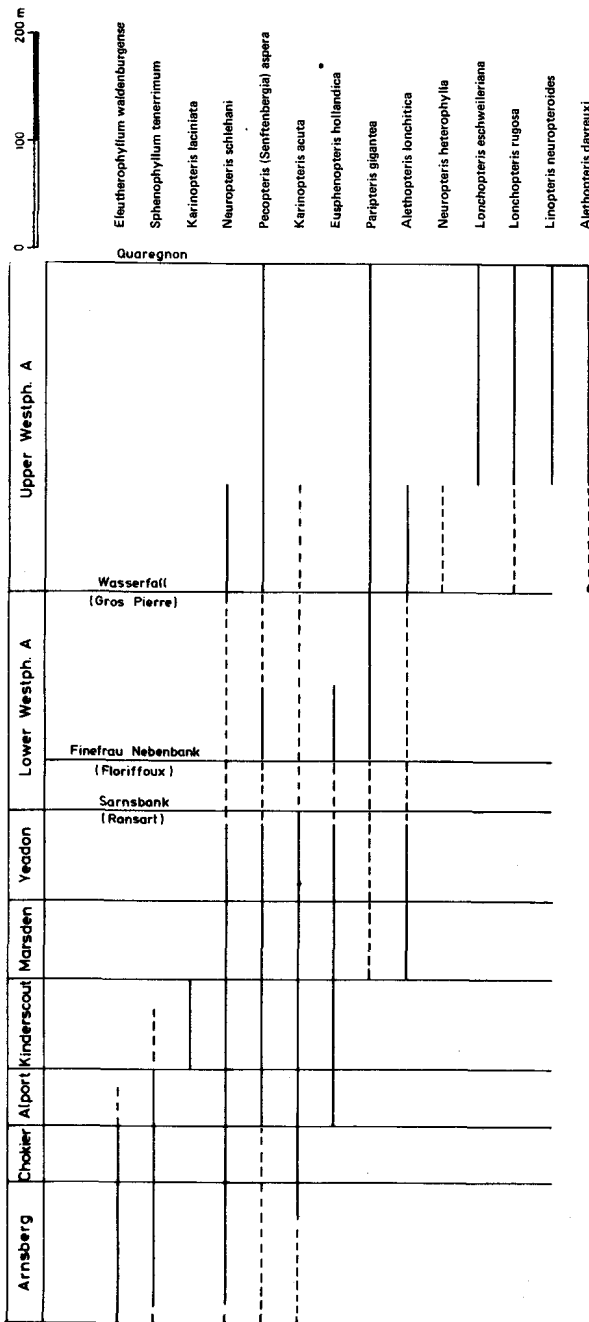 0 100 200 m
Eleutherophyllum waldenburgense
Sphenophyllum tenerrimum
Karinopteris laciniata
Neuropteris schlehani
Pecopteris (Senftenbergia) aspera
Karinopteris acuta
Eusphenopteris hollandica
Paripteris gigantea
Alethopteris lonchitica
Neuropteris heterophylla
Lonchopteris eschweileriana
Lonchopteris rugosa
Linopteris neuropteroides
Alethopteris davreuxi
Quaregnon
Upper Westph. A
Wasserfall
(Gros Pierre)
Lower Westph. A
Finefrau Nebenbank
(Floriffoux)
Sarnsbank
(Ransart)
Yeadon
Marsden
Kinderscout
Alport
Chokier
Arnsberg